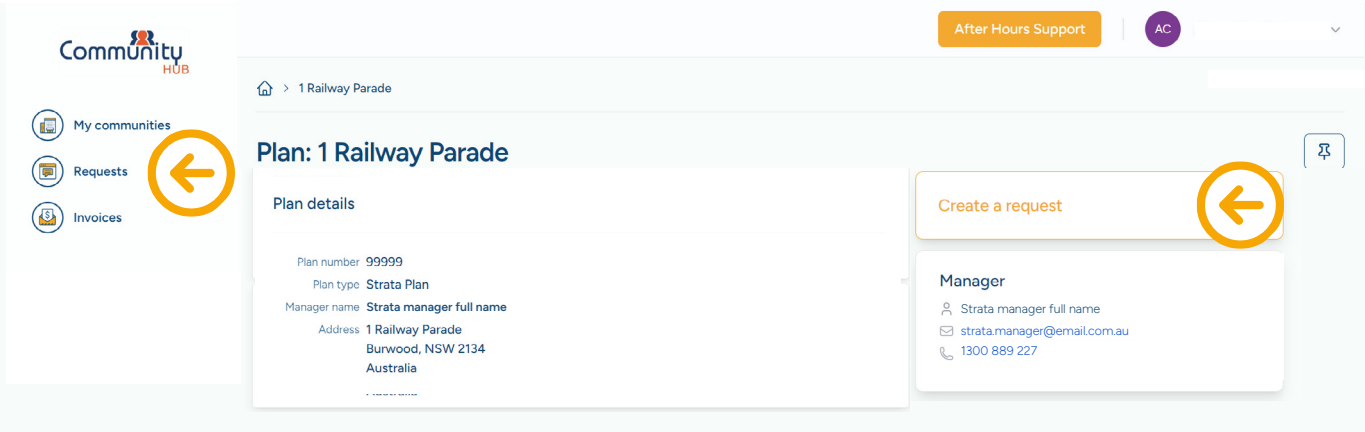 Community
HUB
After Hours Support
AC
My communities
Requests
Invoices
1 Railway Parade
Plan: 1 Railway Parade
Plan details
Plan number 99999
Plan type Strata Plan
Manager name Strata manager full name
Address 1 Railway Parade
Burwood, NSW 2134
Australia
Create a request
Manager
Strata manager full name
strata.manager@email.com.au
1300 889 227